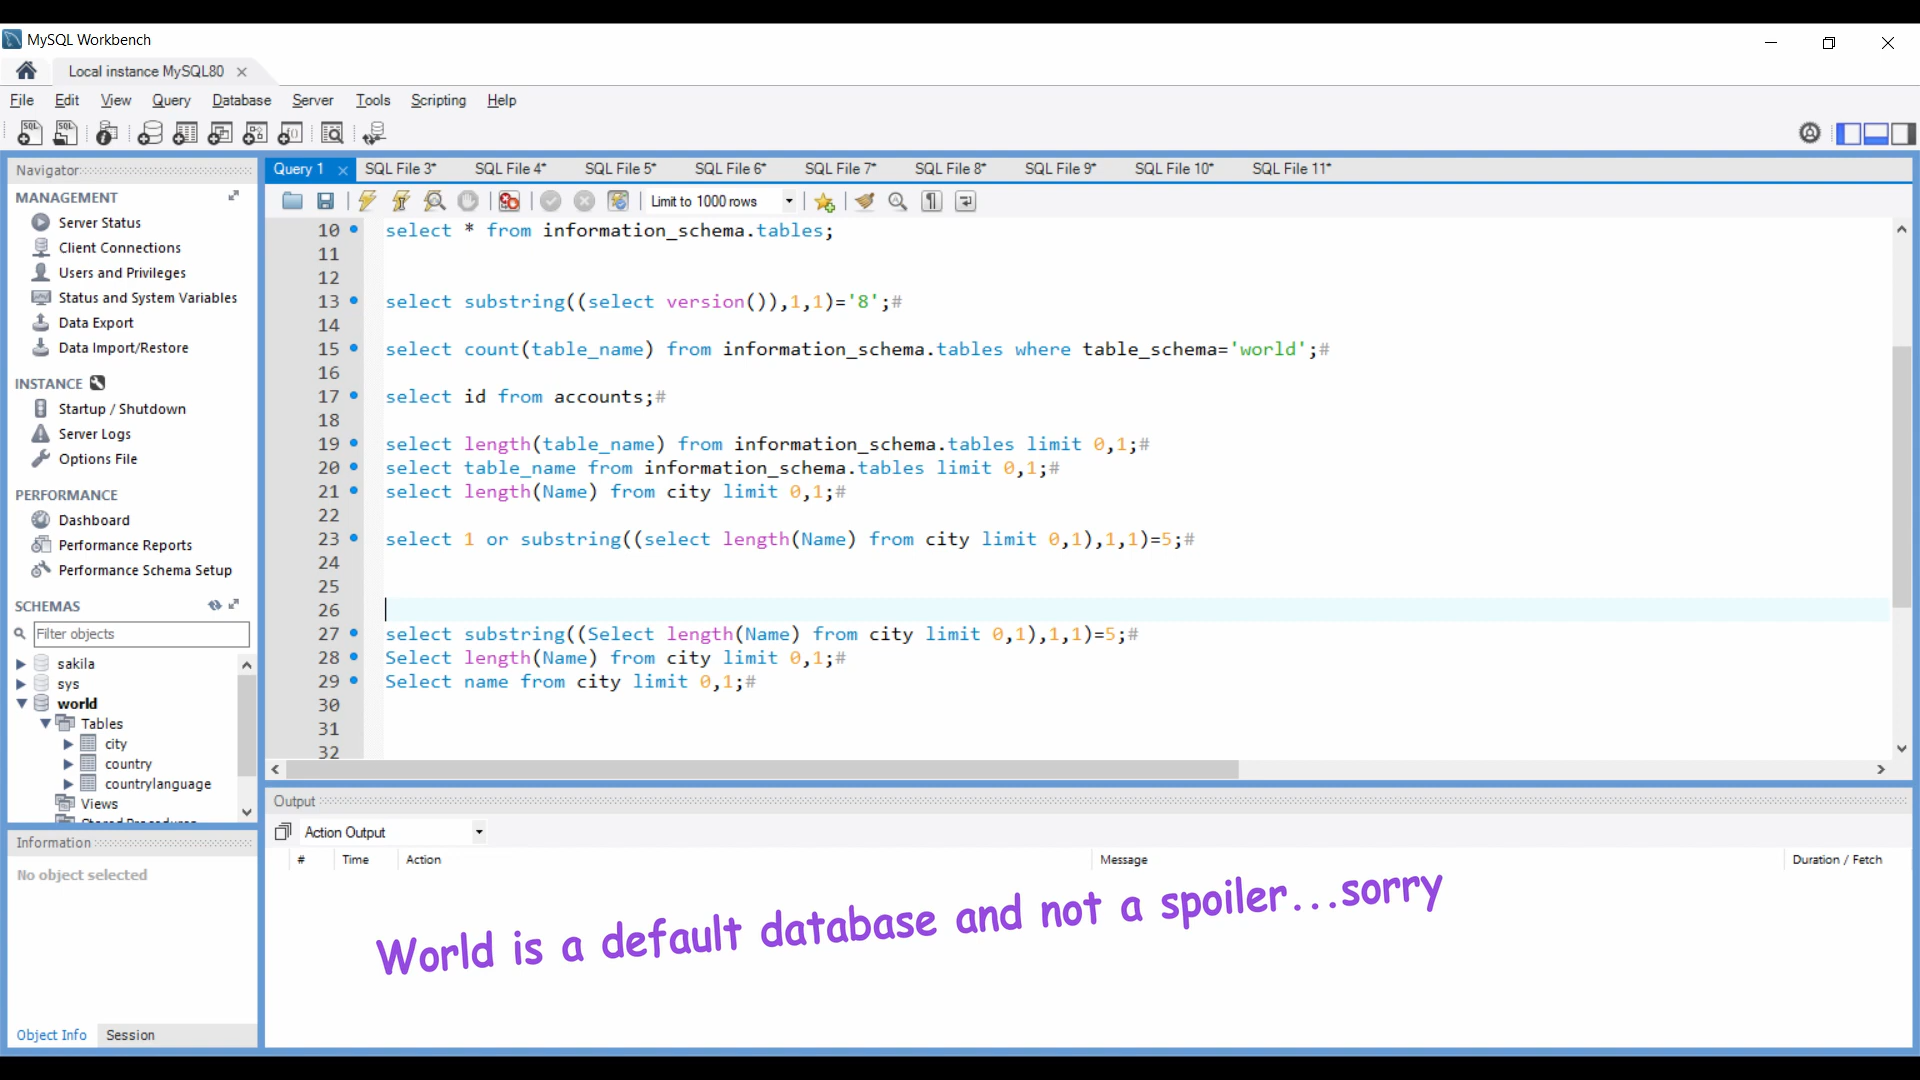 MySQL Workbench
Local instance MySQL80
File Edit View Query Database Server Tools Scripting Help
Navigator
MANAGEMENT
Server Status
Client Connections
Users and Privileges
Status and System Variables
Data Export
Data Import/Restore
INSTANCE
Startup / Shutdown
Server Logs
Options File
PERFORMANCE
Dashboard
Performance Reports
Performance Schema Setup
SCHEMAS
Filter objects
sakila
sys
world
Tables
city
country
countrylanguage
Views
Information
No object selected
Object Info Session
Query 1 SQL File 3* SQL File 4* SQL File 5* SQL File 6* SQL File 7* SQL File 8* SQL File 9* SQL File 10* SQL File 11*
Limit to 1000 rows
10 select * from information_schema.tables;
11
12
13 select substring((select version()),1,1)='8';#
14
15 select count(table_name) from information_schema.tables where table_schema='world';#
16
17 select id from accounts;#
18
19 select length(table_name) from information_schema.tables limit 0,1;#
20 select table_name from information_schema.tables limit 0,1;#
21 select length(Name) from city limit 0,1;#
22
23 select 1 or substring((select length(Name) from city limit 0,1),1,1)=5;#
24
25
26
27 select substring((Select length(Name) from city limit 0,1),1,1)=5;#
28 Select length(Name) from city limit 0,1;#
29 Select name from city limit 0,1;#
30
31
32
Output
Action Output
# Time Action Message Duration / Fetch
World is a default database and not a spoiler...sorry